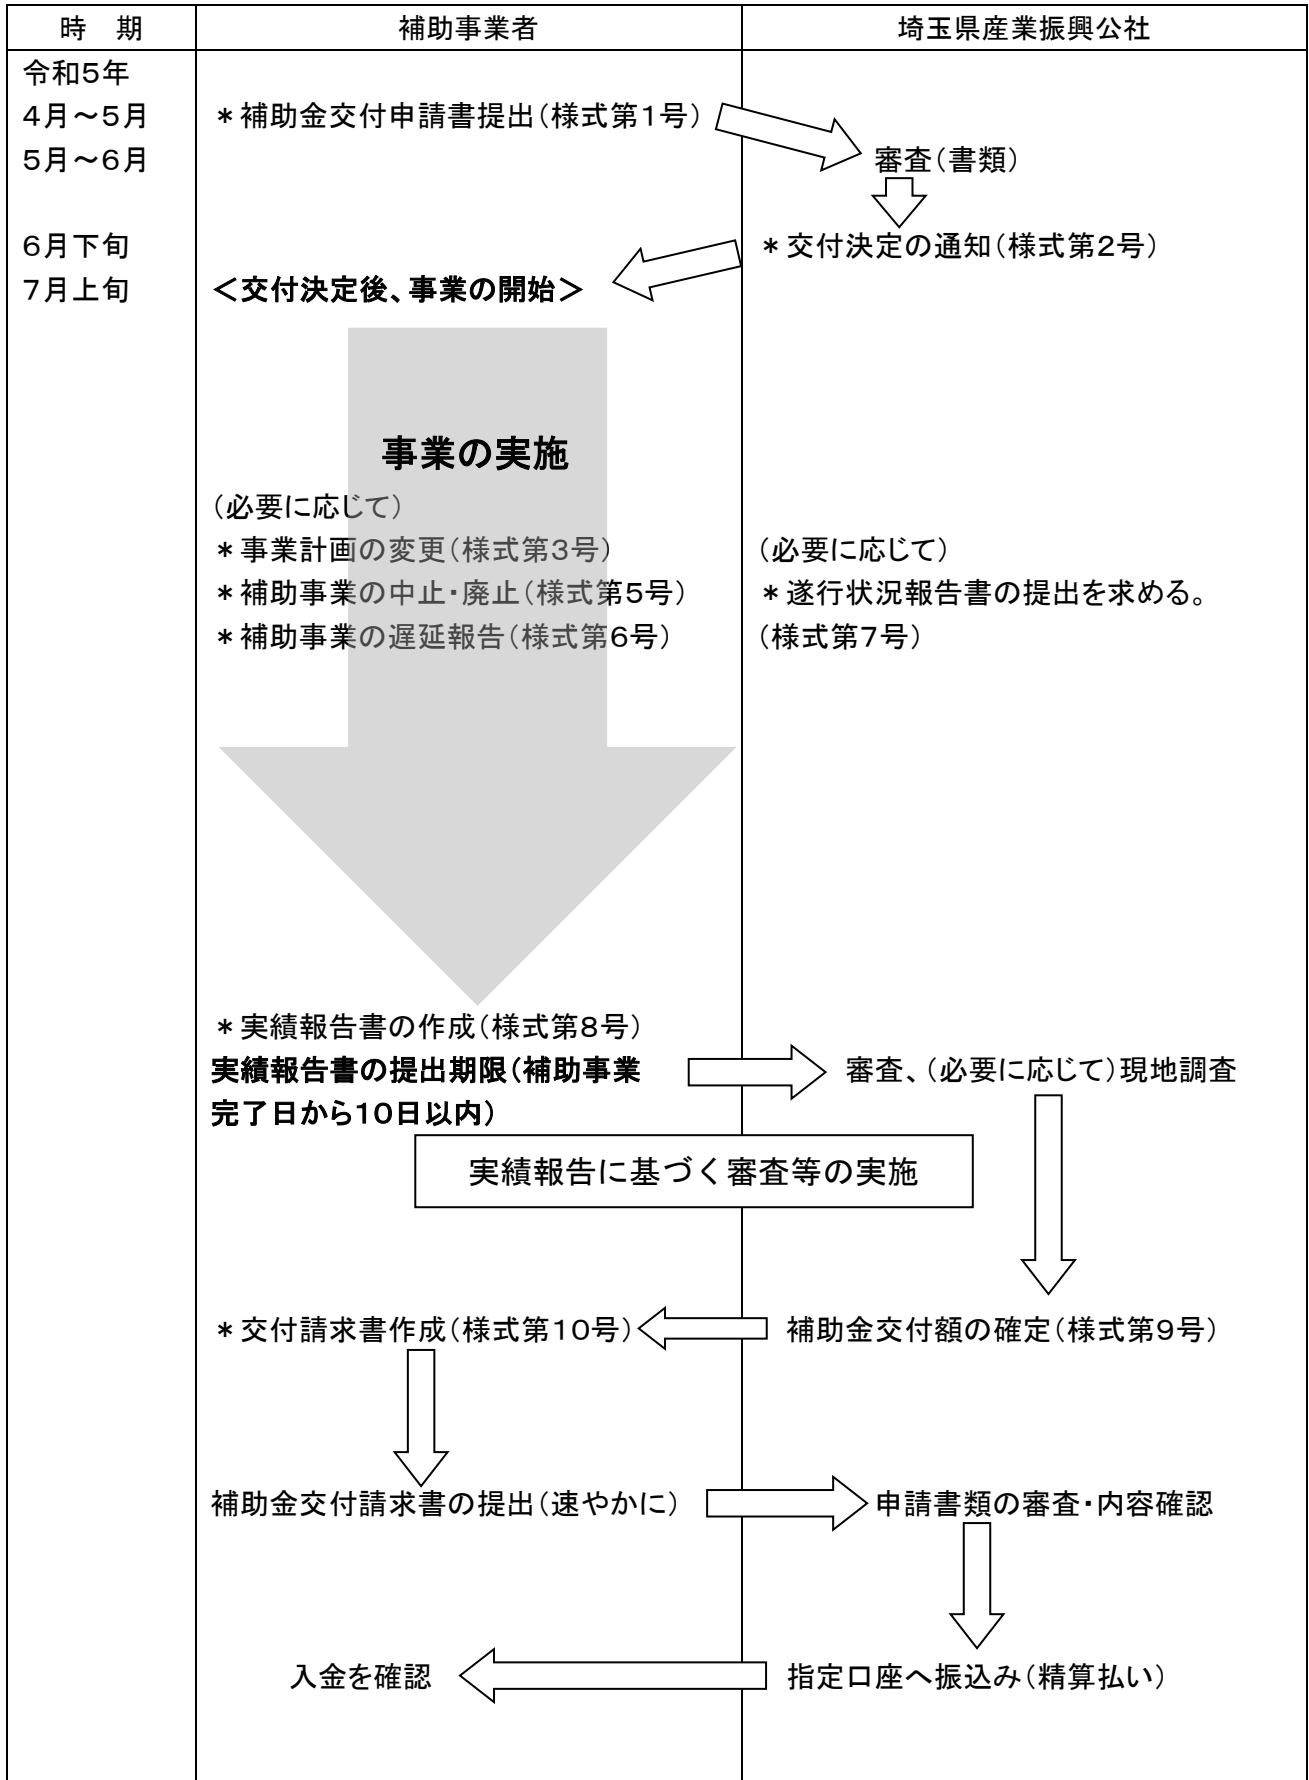 時　期　補助事業者　埼玉県産業振興公社
令和5年
4月～5月　＊補助金交付申請書提出（様式第1号）
5月～6月　審査（書類）
6月下旬　＊交付決定の通知（様式第2号）
7月上旬　＜交付決定後、事業の開始＞
事業の実施
（必要に応じて）
＊事業計画の変更（様式第3号）　（必要に応じて）
＊補助事業の中止・廃止（様式第5号）　＊遂行状況報告書の提出を求める。
＊補助事業の遅延報告（様式第6号）　（様式第7号）
＊実績報告書の作成（様式第8号）
実績報告書の提出期限（補助事業　審査、（必要に応じて）現地調査
完了日から10日以内）
実績報告に基づく審査等の実施
＊交付請求書作成（様式第10号）　補助金交付額の確定（様式第9号）
補助金交付請求書の提出（速やかに）　申請書類の審査・内容確認
入金を確認　指定口座へ振込み（精算払い）